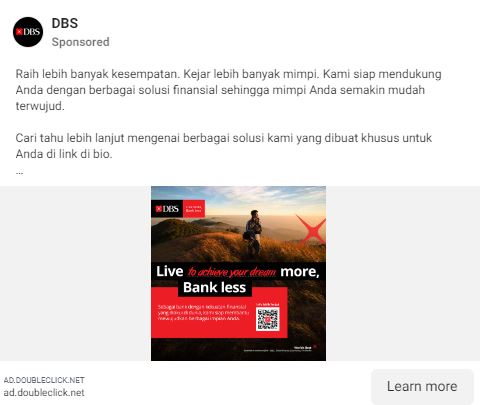 DBS
DBS
Sponsored
Raih lebih banyak kesempatan. Kejar lebih banyak mimpi. Kami siap mendukung
Anda dengan berbagai solusi finansial sehingga mimpi Anda semakin mudah
terwujud.
Cari tahu lebih lanjut mengenai berbagai solusi kami yang dibuat khusus untuk
Anda di link di bio.
...
DBS
Live more,
Bank less
Live to achieve your dream more,
Bank less
Sebagai bank dengan kekuatan finansial
yang diakui di dunia, kami siap membantu
mewujudkan berbagai impian Anda.
World's Best
AD.DOUBLECLICK.NET
ad.doubleclick.net
Learn more